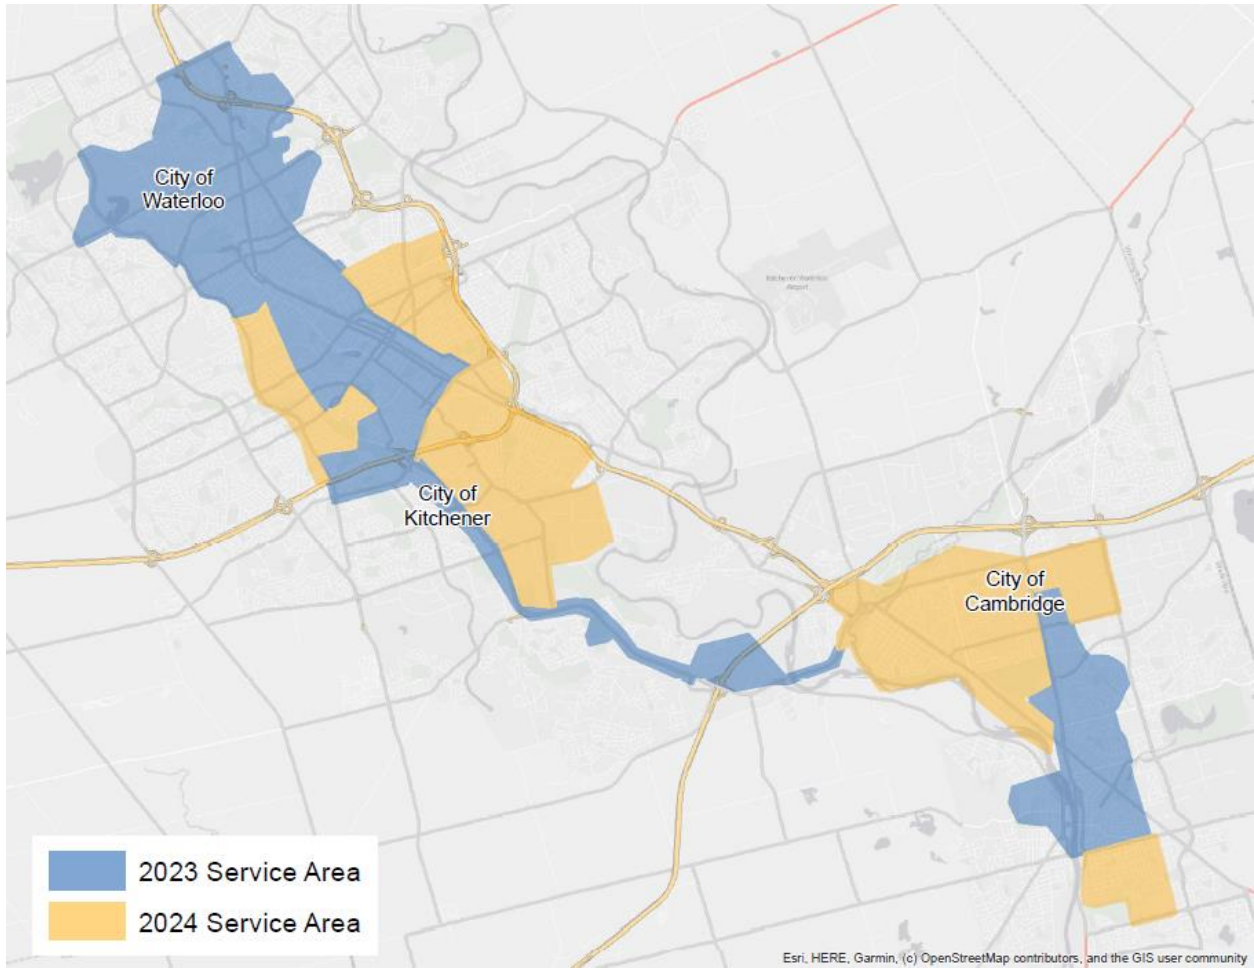 City of
Waterloo
City of
Kitchener
City of
Cambridge
2023 Service Area
2024 Service Area
Esri, HERE, Garmin, (c) OpenStreetMap contributors, and the GIS user community